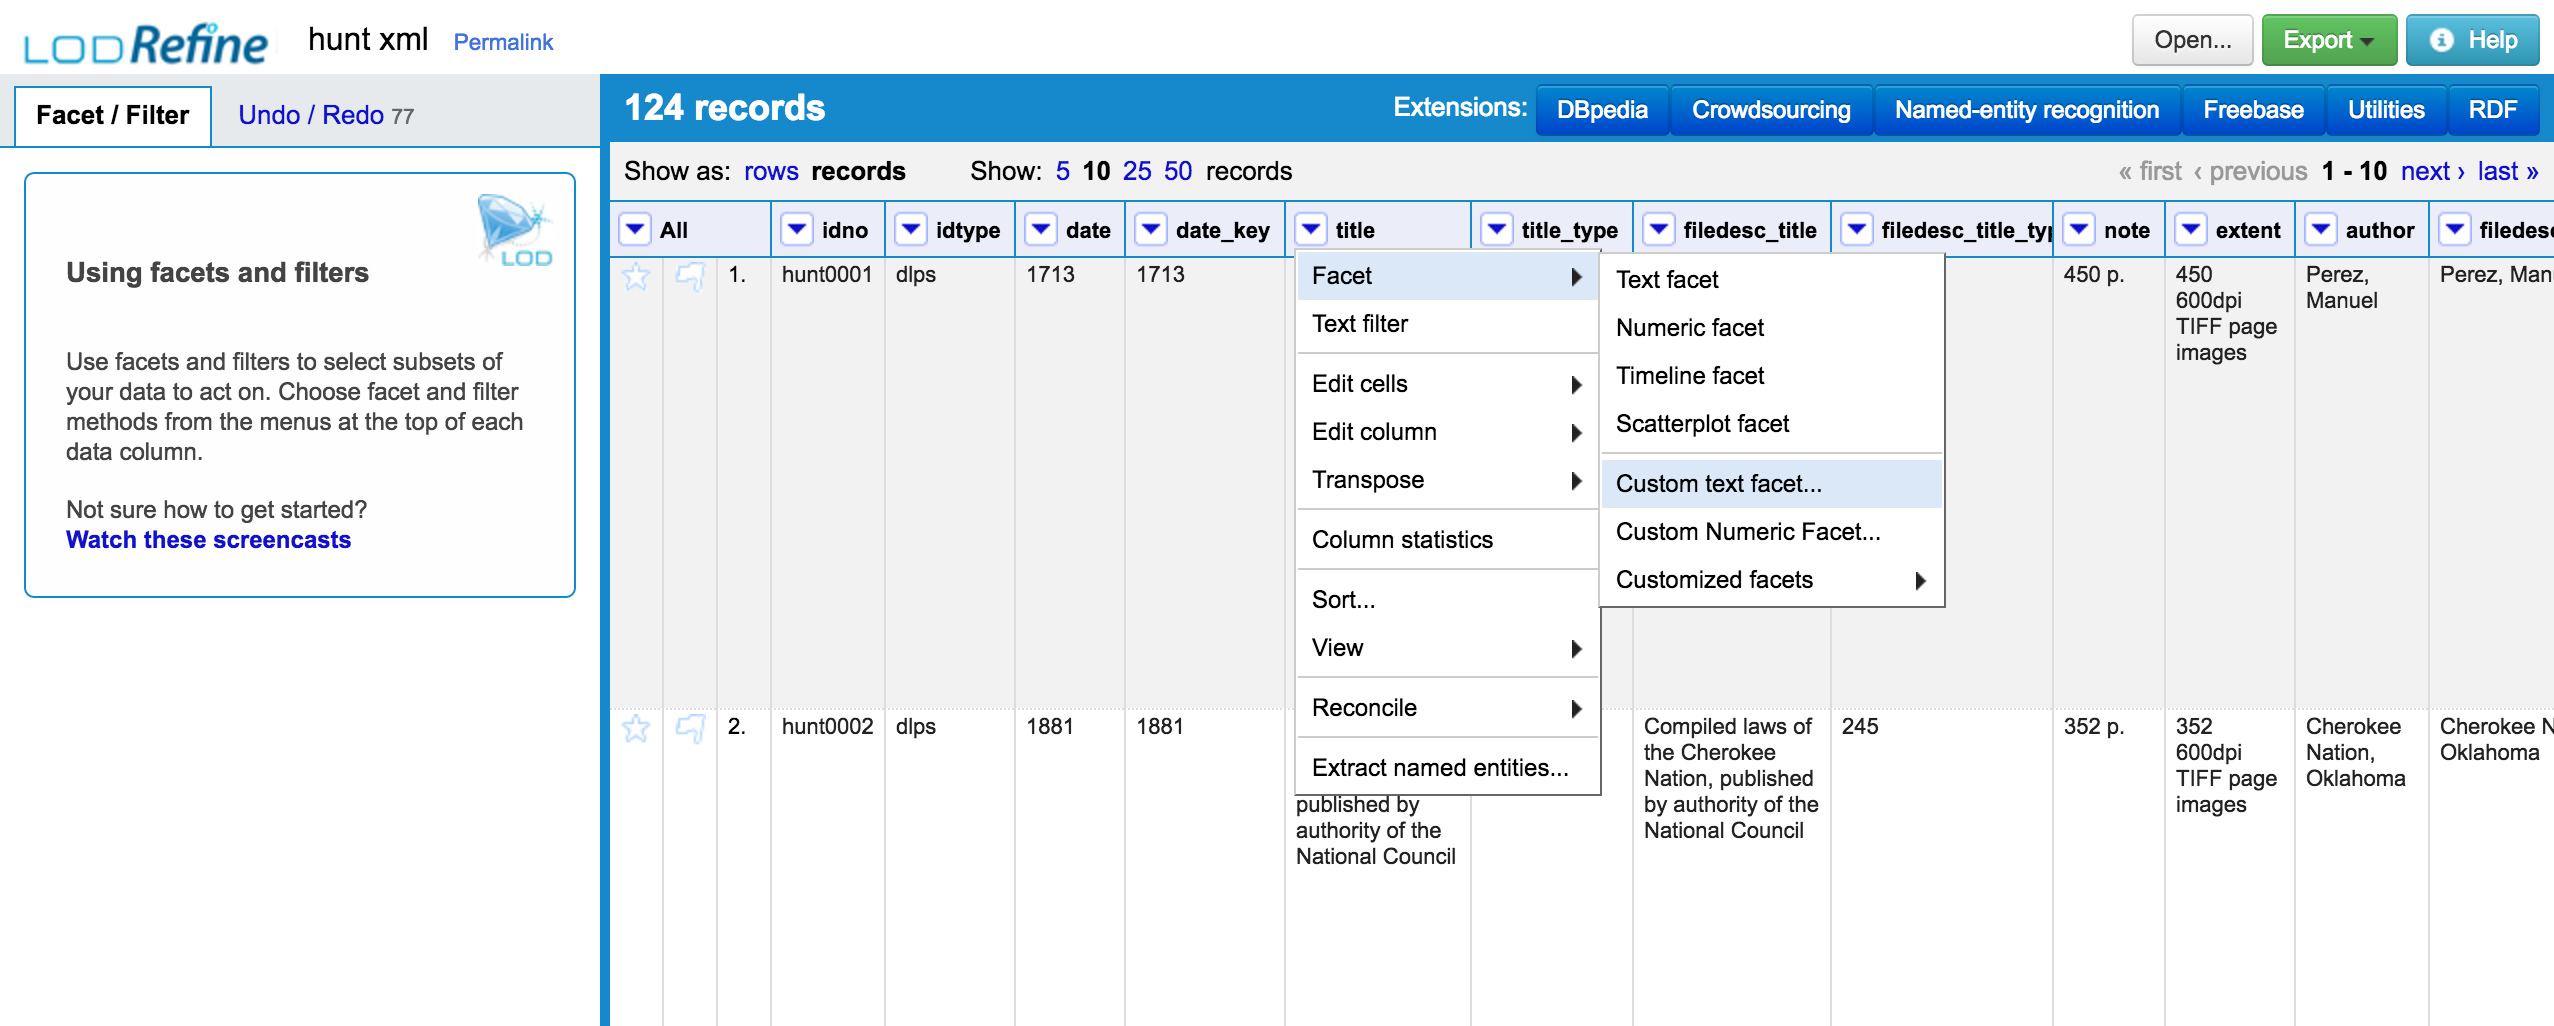 LOD Refine hunt xml Permalink Open... Export Help
Facet / Filter Undo / Redo 77
124 records Extensions: DBpedia Crowdsourcing Named-entity recognition Freebase Utilities RDF
Show as: rows records Show: 5 10 25 50 records « first ‹ previous 1 - 10 next › last »
LOD
Using facets and filters
Use facets and filters to select subsets of
your data to act on. Choose facet and filter
methods from the menus at the top of each
data column.
Not sure how to get started?
Watch these screencasts
All idno idtype date date_key title title_type filedesc_title filedesc_title_typ note extent author filedesc
1. hunt0001 dlps 1713 1713 450 p. 450 Perez, Perez, Man
600dpi Manuel
TIFF page
images
Facet
Text filter
Edit cells
Edit column
Transpose
Column statistics
Sort...
View
Reconcile
Extract named entities...
Text facet
Numeric facet
Timeline facet
Scatterplot facet
Custom text facet...
Custom Numeric Facet...
Customized facets
2. hunt0002 dlps 1881 1881
published by
authority of the
National Council
Compiled laws of
the Cherokee
Nation, published
by authority of the
National Council
245
352 p.
352
600dpi
TIFF page
images
Cherokee
Nation,
Oklahoma
Cherokee N
Oklahoma